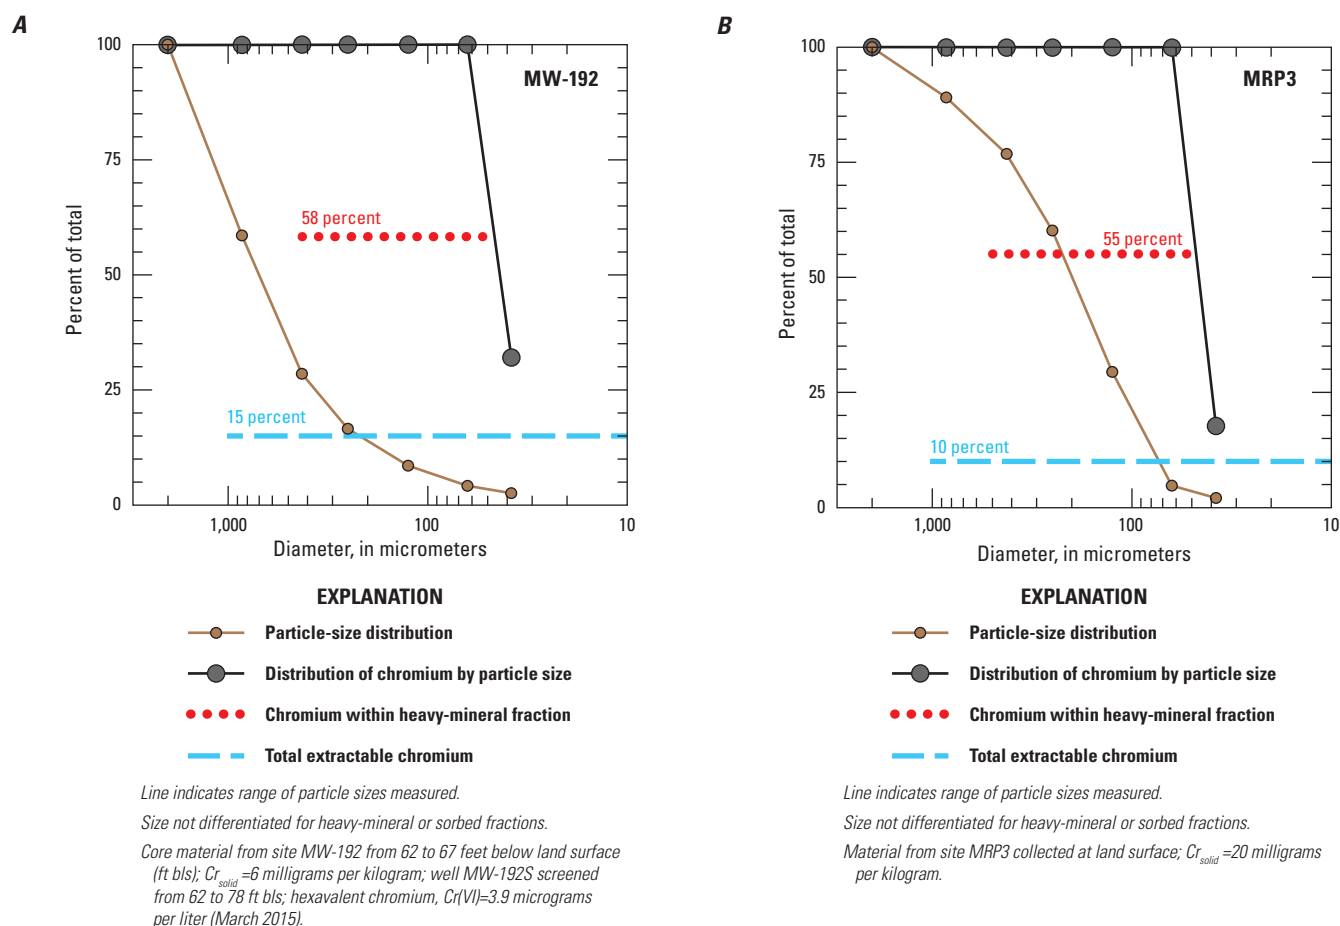 A
100
75
50
25
0
Percent of total
MW-192
58 percent
15 percent
1,000
100
10
Diameter, in micrometers
EXPLANATION
Particle-size distribution
Distribution of chromium by particle size
Chromium within heavy-mineral fraction
Total extractable chromium
Line indicates range of particle sizes measured.
Size not differentiated for heavy-mineral or sorbed fractions.
Core material from site MW-192 from 62 to 67 feet below land surface
(ft bls); Cr_solid =6 milligrams per kilogram; well MW-192S screened
from 62 to 78 ft bls; hexavalent chromium, Cr(VI)=3.9 micrograms
per liter (March 2015).
B
100
75
50
25
0
Percent of total
MRP3
55 percent
10 percent
1,000
100
10
Diameter, in micrometers
EXPLANATION
Particle-size distribution
Distribution of chromium by particle size
Chromium within heavy-mineral fraction
Total extractable chromium
Line indicates range of particle sizes measured.
Size not differentiated for heavy-mineral or sorbed fractions.
Material from site MRP3 collected at land surface; Cr_solid =20 milligrams
per kilogram.